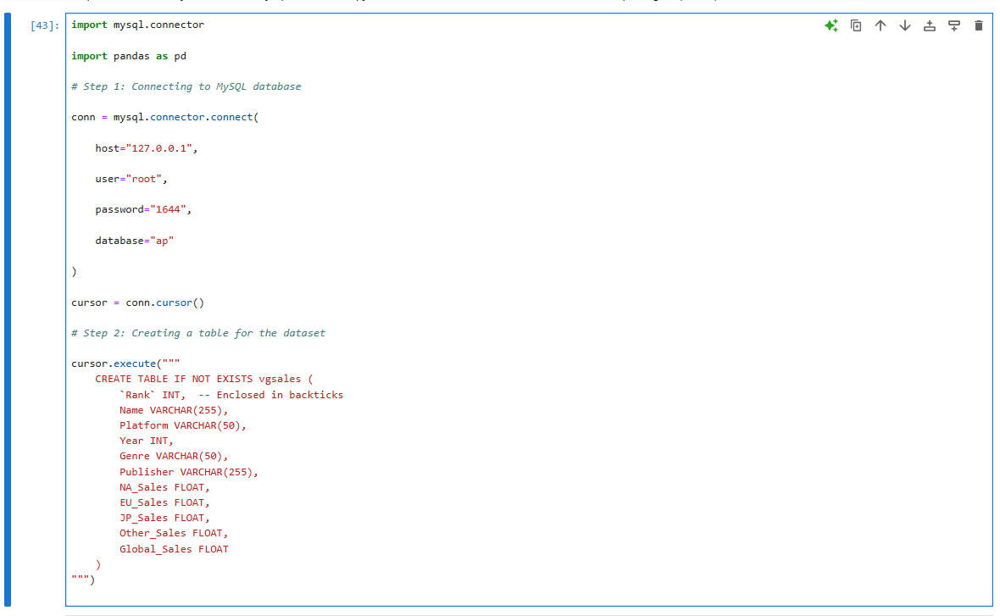 [43]:
import mysql.connector
import pandas as pd
# Step 1: Connecting to MySQL database
conn = mysql.connector.connect(
    host="127.0.0.1",
    user="root",
    password="1644",
    database="ap"
)
cursor = conn.cursor()
# Step 2: Creating a table for the dataset
cursor.execute("""
    CREATE TABLE IF NOT EXISTS vgsales (
        `Rank` INT,  -- Enclosed in backticks
        Name VARCHAR(255),
        Platform VARCHAR(50),
        Year INT,
        Genre VARCHAR(50),
        Publisher VARCHAR(255),
        NA_Sales FLOAT,
        EU_Sales FLOAT,
        JP_Sales FLOAT,
        Other_Sales FLOAT,
        Global_Sales FLOAT
    )
""")